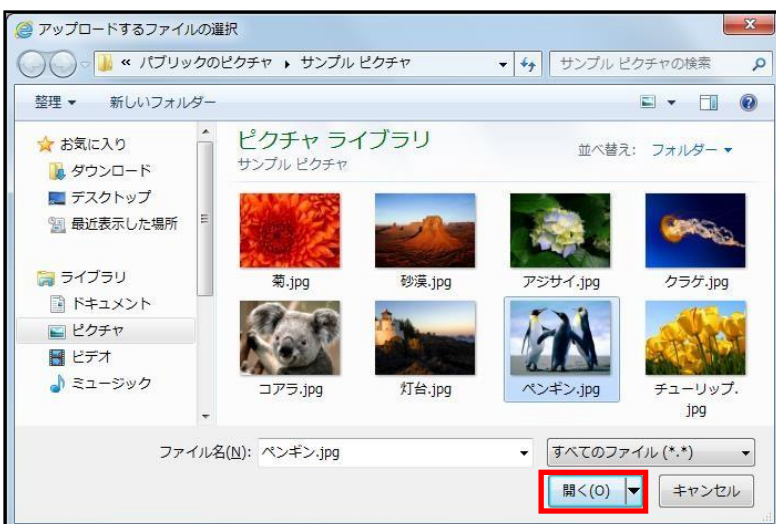 アップロードするファイルの選択
« パブリックのピクチャ サンプル ピクチャ
サンプル ピクチャの検索
整理 新しいフォルダー
お気に入り
ダウンロード
デスクトップ
最近表示した場所
ライブラリ
ドキュメント
ピクチャ
ビデオ
ミュージック
ピクチャ ライブラリ
サンプル ピクチャ
並べ替え: フォルダー
菊.jpg
砂漠.jpg
アジサイ.jpg
クラゲ.jpg
コアラ.jpg
灯台.jpg
ペンギン.jpg
チューリップ.
jpg
ファイル名(N): ペンギン.jpg
すべてのファイル (*.*)
開く(O)
キャンセル